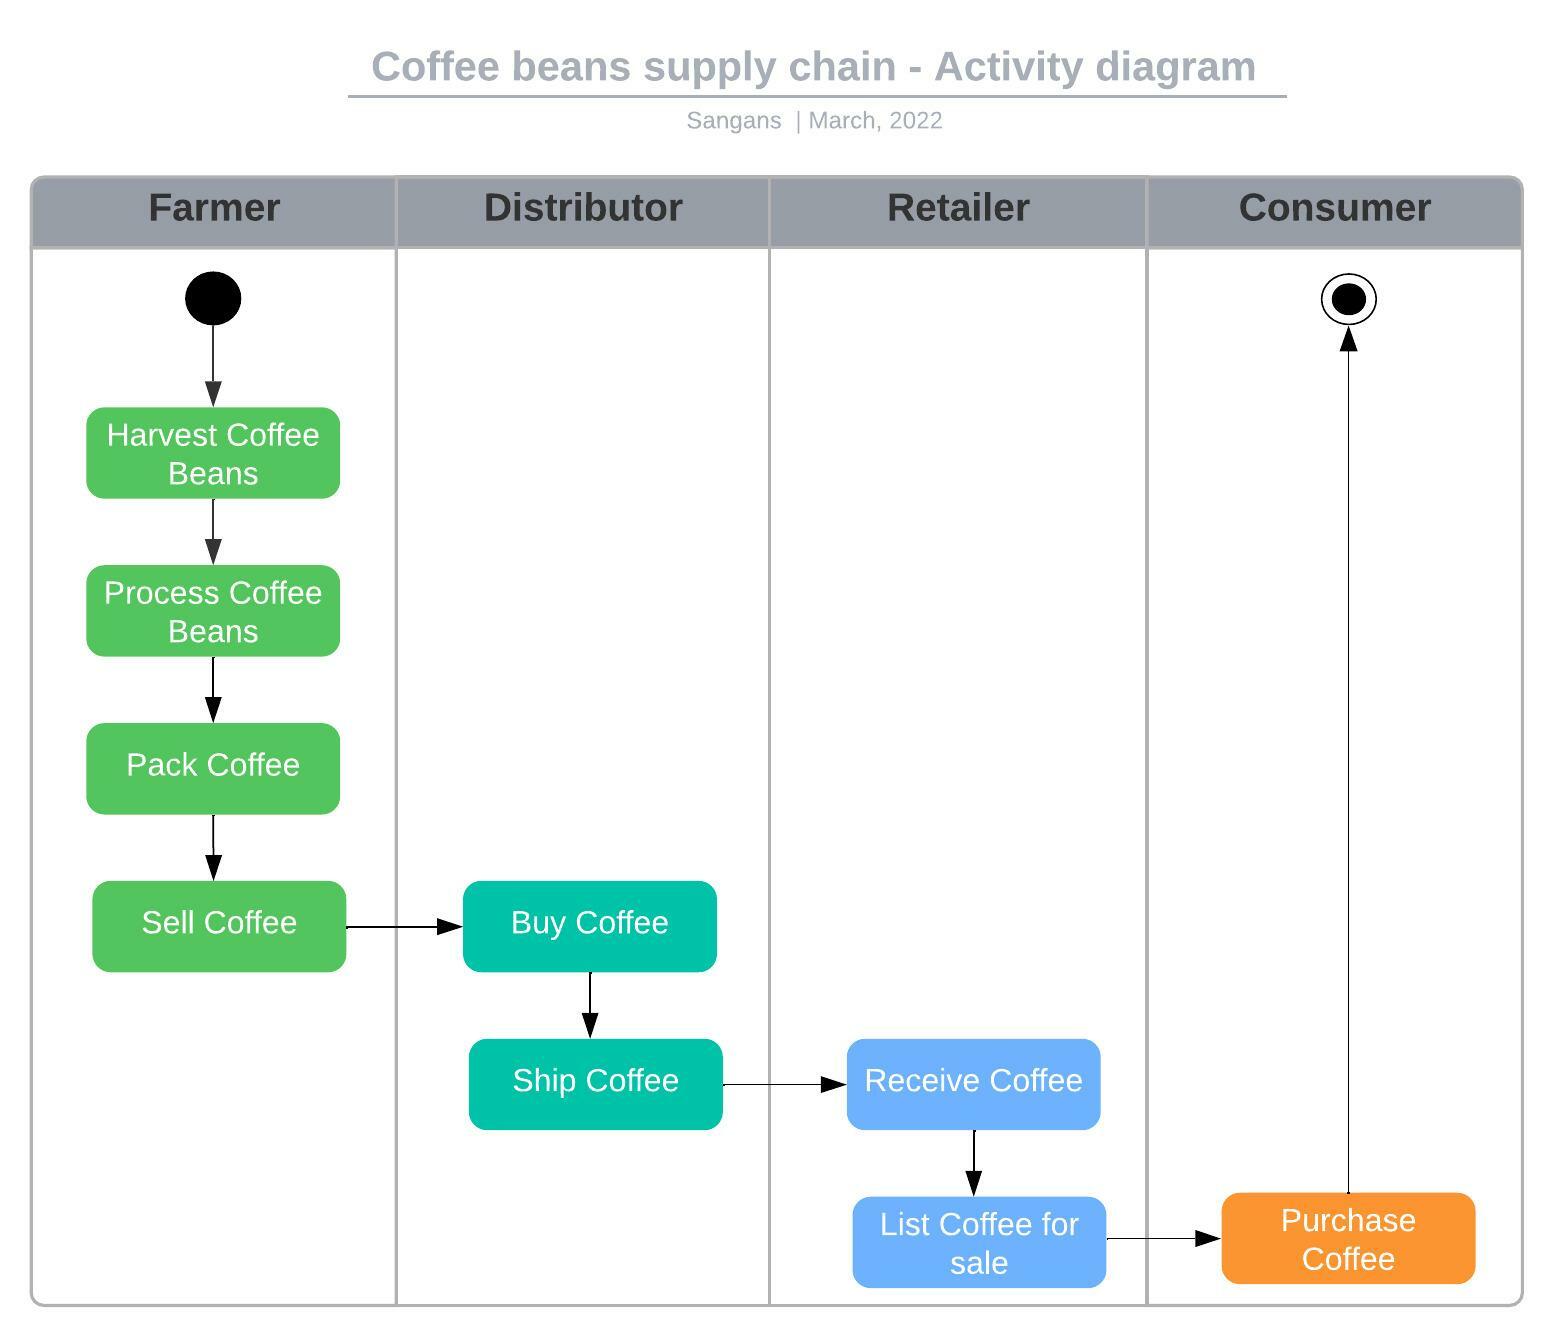 Coffee beans supply chain - Activity diagram
Sangans | March, 2022
Farmer
Distributor
Retailer
Consumer
Harvest Coffee
Beans
Process Coffee
Beans
Pack Coffee
Sell Coffee
Buy Coffee
Ship Coffee
Receive Coffee
List Coffee for
sale
Purchase
Coffee